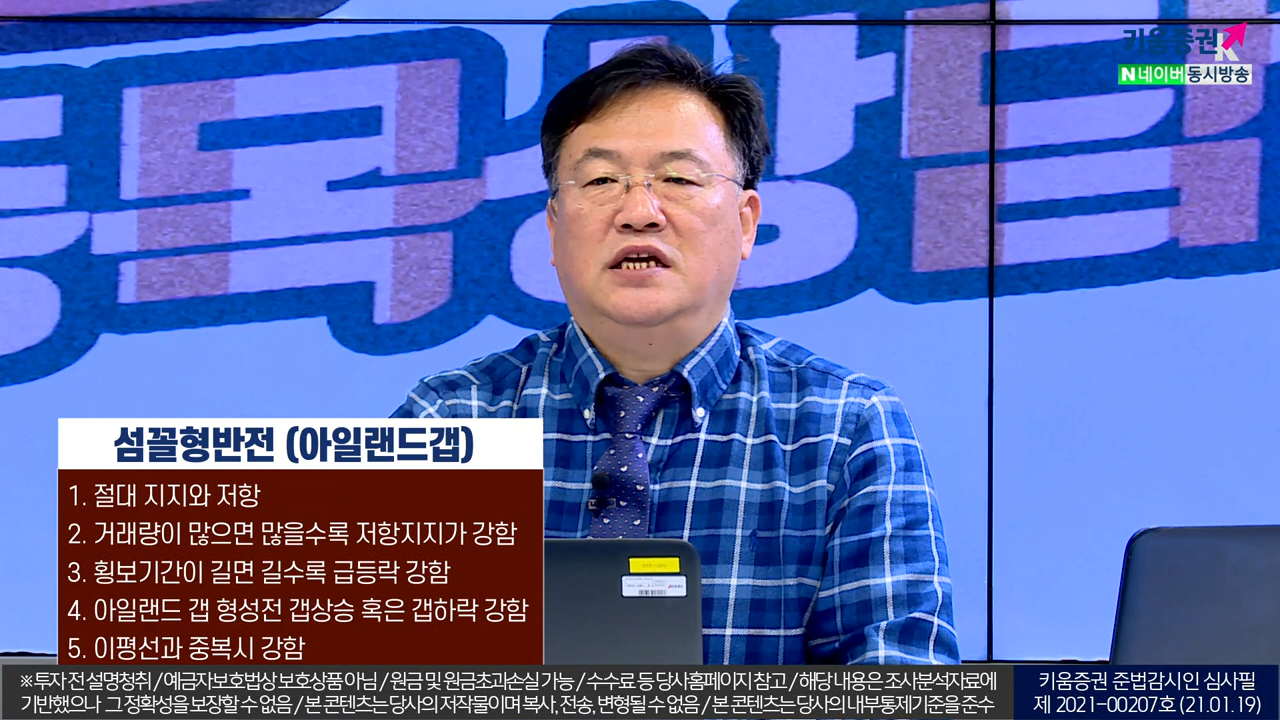 키움증권
N 네이버 동시방송
섬꼴형반전 (아일랜드갭)
1. 절대 지지와 저항
2. 거래량이 많으면 많을수록 저항지지가 강함
3. 횡보기간이 길면 길수록 급등락 강함
4. 아일랜드 갭 형성전 갭상승 혹은 갭하락 강함
5. 이평선과 중복시 강함
※ 투자 전 설명청취 / 예금자보호법상 보호상품 아님 / 원금 및 원금초과손실 가능 / 수수료 등 당사홈페이지 참고 / 해당 내용은 조사분석자료에
기반했으나 그 정확성을 보장할 수 없음 / 본 콘텐츠는 당사의 저작물이며 복사, 전송, 변형될 수 없음 / 본 콘텐츠는 당사의 내부통제기준을 준수
키움증권 준법감시인 심사필
제 2021-00207호 (21.01.19)